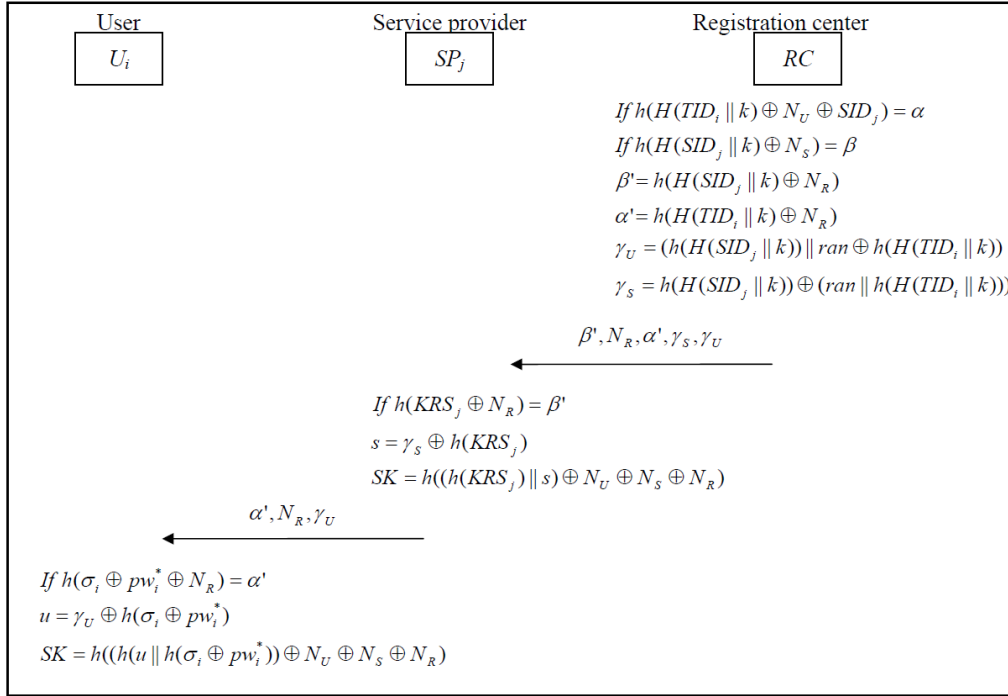 User Service provider Registration center
U_i SP_j RC
If h(H(TID_i || k) ⊕ N_U ⊕ SID_j) = α
If h(H(SID_j || k) ⊕ N_S) = β
β' = h(H(SID_j || k) ⊕ N_R)
α' = h(H(TID_i || k) ⊕ N_R)
γ_U = (h(H(SID_j || k)) || ran ⊕ h(H(TID_i || k))
γ_S = h(H(SID_j || k)) ⊕ (ran || h(H(TID_i || k)))
β', N_R, α', γ_S, γ_U
If h(KRS_j ⊕ N_R) = β'
s = γ_S ⊕ h(KRS_j)
SK = h((h(KRS_j) || s) ⊕ N_U ⊕ N_S ⊕ N_R)
α', N_R, γ_U
If h(σ_i ⊕ pw_i^* ⊕ N_R) = α'
u = γ_U ⊕ h(σ_i ⊕ pw_i^*)
SK = h((h(u || h(σ_i ⊕ pw_i^*)) ⊕ N_U ⊕ N_S ⊕ N_R)